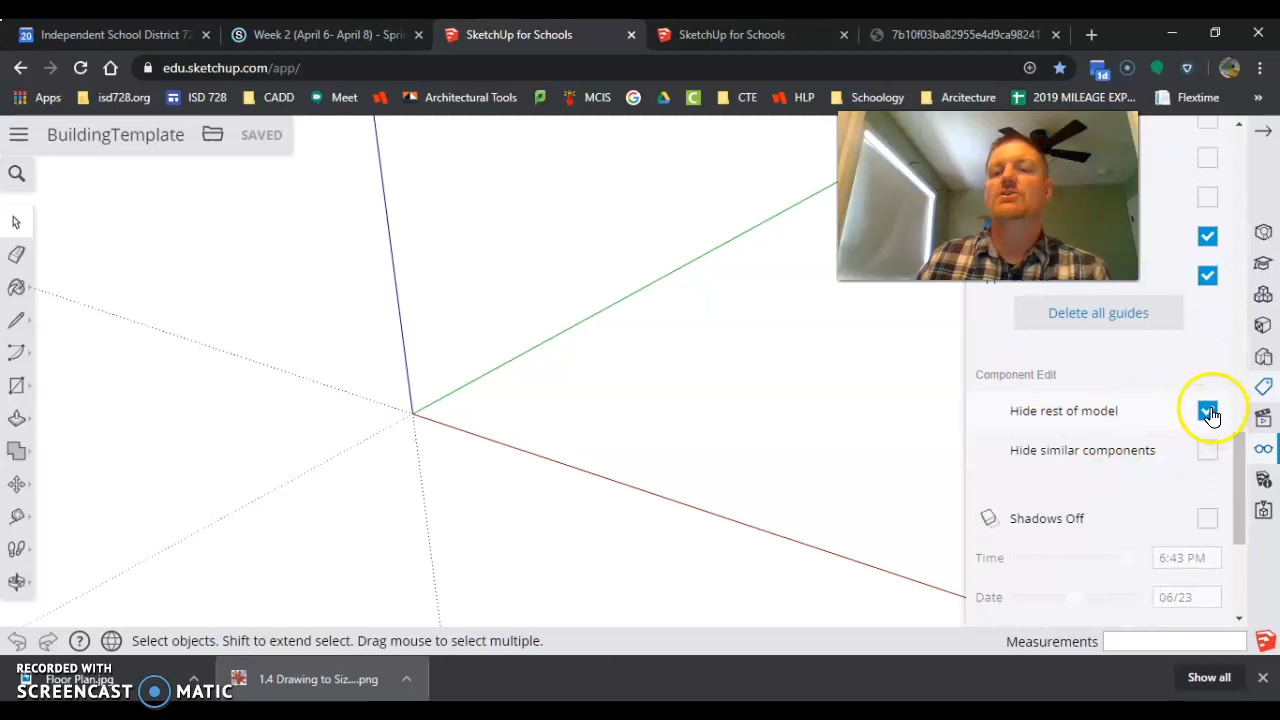 20 Independent School District 72
Week 2 (April 6- April 8) - Spri
SketchUp for Schools
SketchUp for Schools
7b10f03ba82955e4d9ca98241
edu.sketchup.com/app/
1d
Apps
isd728.org
ISD 728
CADD
Meet
Architectural Tools
MCIS
CTE
HLP
Schoology
Arcitecture
2019 MILEAGE EXP...
Flextime
»
BuildingTemplate
SAVED
Delete all guides
Component Edit
Hide rest of model
Hide similar components
Shadows Off
Time
6:43 PM
Date
06/23
Select objects. Shift to extend select. Drag mouse to select multiple.
Measurements
RECORDED WITH
SCREENCAST MATIC
Floor Plan.jpg
1.4 Drawing to Siz....png
Show all